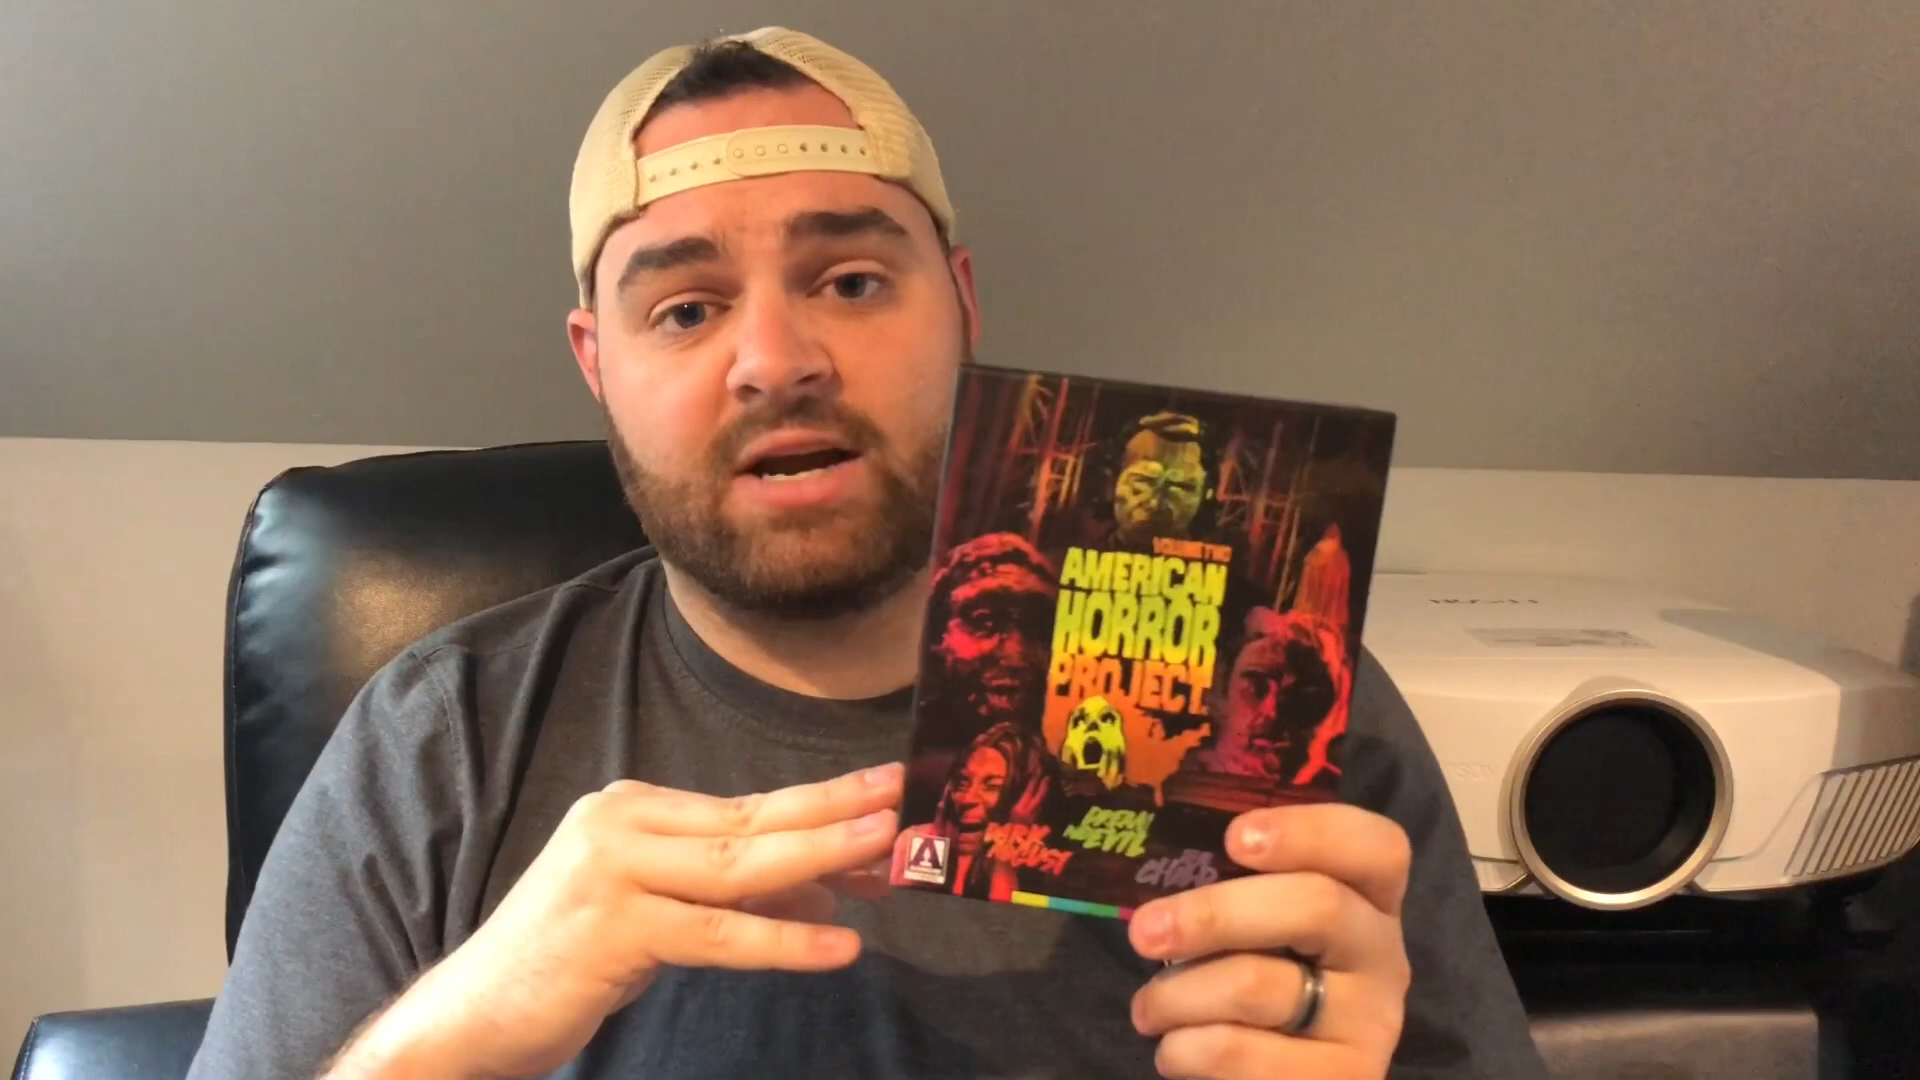 VOLUME TWO
AMERICAN
HORROR
PROJECT
DARK
AUGUST
DREAM
NO EVIL
THE
CHILD